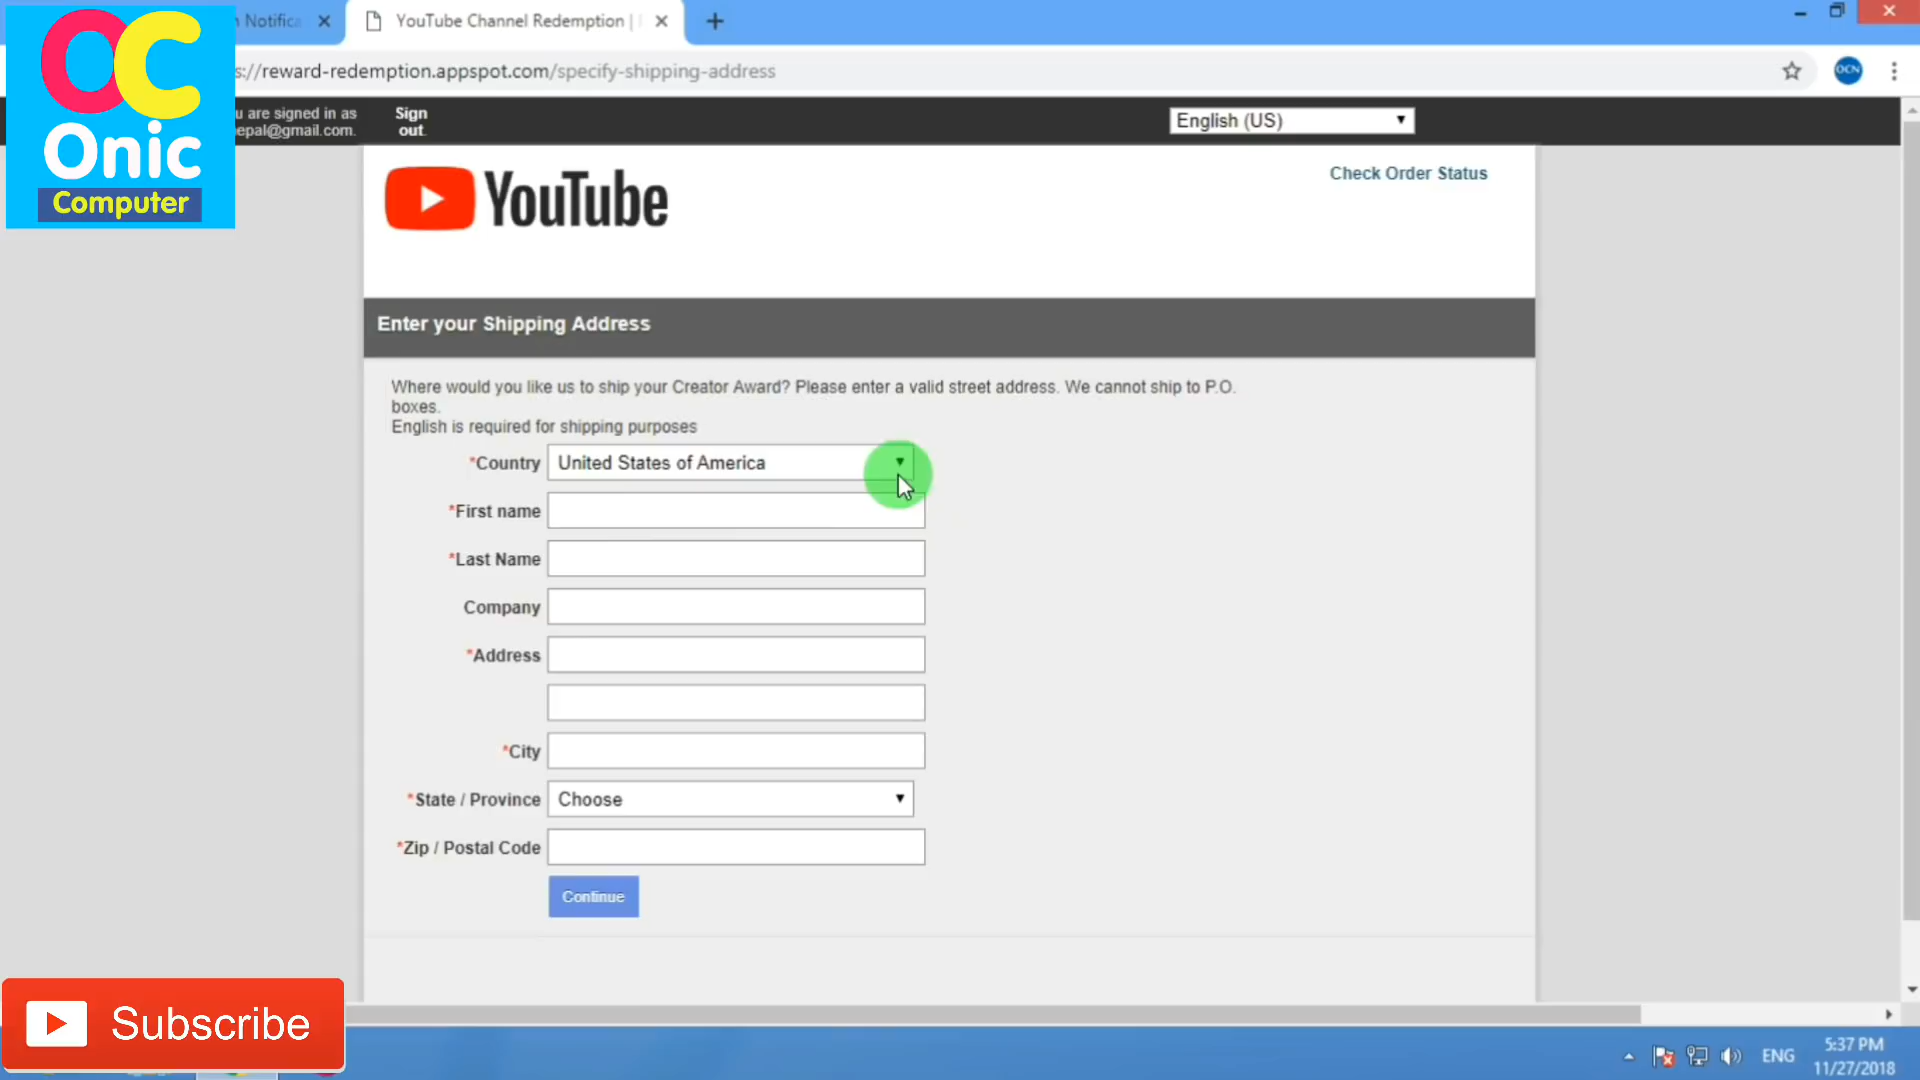 n Notifica
YouTube Channel Redemption |
s://reward-redemption.appspot.com/specify-shipping-address
OCN
OC
Onic
Computer
u are signed in as
epal@gmail.com.
Sign
out.
English (US)
YouTube
Check Order Status
Enter your Shipping Address
Where would you like us to ship your Creator Award? Please enter a valid street address. We cannot ship to P.O.
boxes.
English is required for shipping purposes
*Country United States of America
*First name
*Last Name
Company
*Address
*City
*State / Province Choose
*Zip / Postal Code
Continue
Subscribe
ENG
5:37 PM
11/27/2018